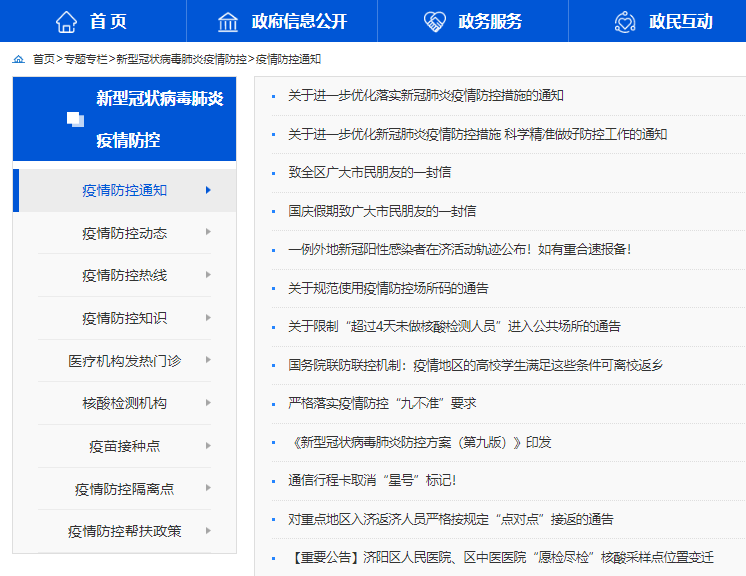 首 页
政府信息公开
政务服务
政民互动
首页>专题专栏>新型冠状病毒肺炎疫情防控>疫情防控通知
新型冠状病毒肺炎
疫情防控
疫情防控通知
疫情防控动态
疫情防控热线
疫情防控知识
医疗机构发热门诊
核酸检测机构
疫苗接种点
疫情防控隔离点
疫情防控帮扶政策
关于进一步优化落实新冠肺炎疫情防控措施的通知
关于进一步优化新冠肺炎疫情防控措施 科学精准做好防控工作的通知
致全区广大市民朋友的一封信
国庆假期致广大市民朋友的一封信
一例外地新冠阳性感染者在济活动轨迹公布！如有重合速报备！
关于规范使用疫情防控场所码的通告
关于限制“超过4天未做核酸检测人员”进入公共场所的通告
国务院联防联控机制：疫情地区的高校学生满足这些条件可离校返乡
严格落实疫情防控“九不准”要求
《新型冠状病毒肺炎防控方案（第九版）》印发
通信行程卡取消“星号”标记！
对重点地区入济返济人员严格按规定“点对点”接返的通告
【重要公告】济阳区人民医院、区中医医院“愿检尽检”核酸采样点位置变迁